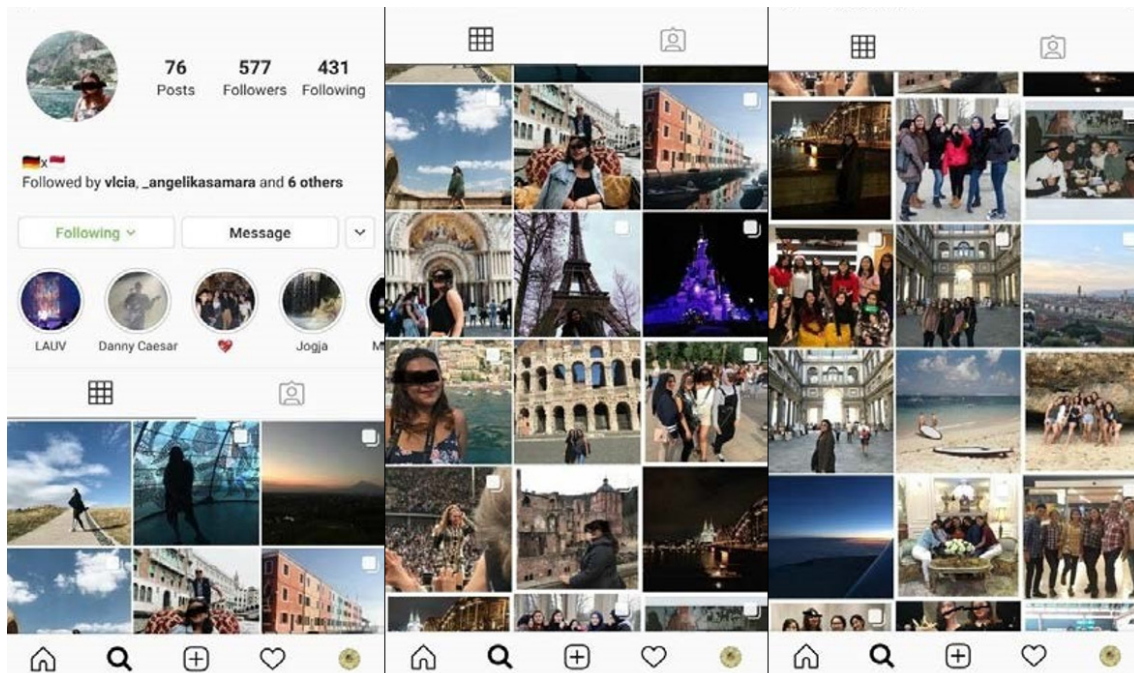 76 577 431
Posts Followers Following
🇩🇪x🇮🇩
Followed by vlcia, _angelikasamara and 6 others
Following Message
LAUV Danny Caesar 💖 Jogja M